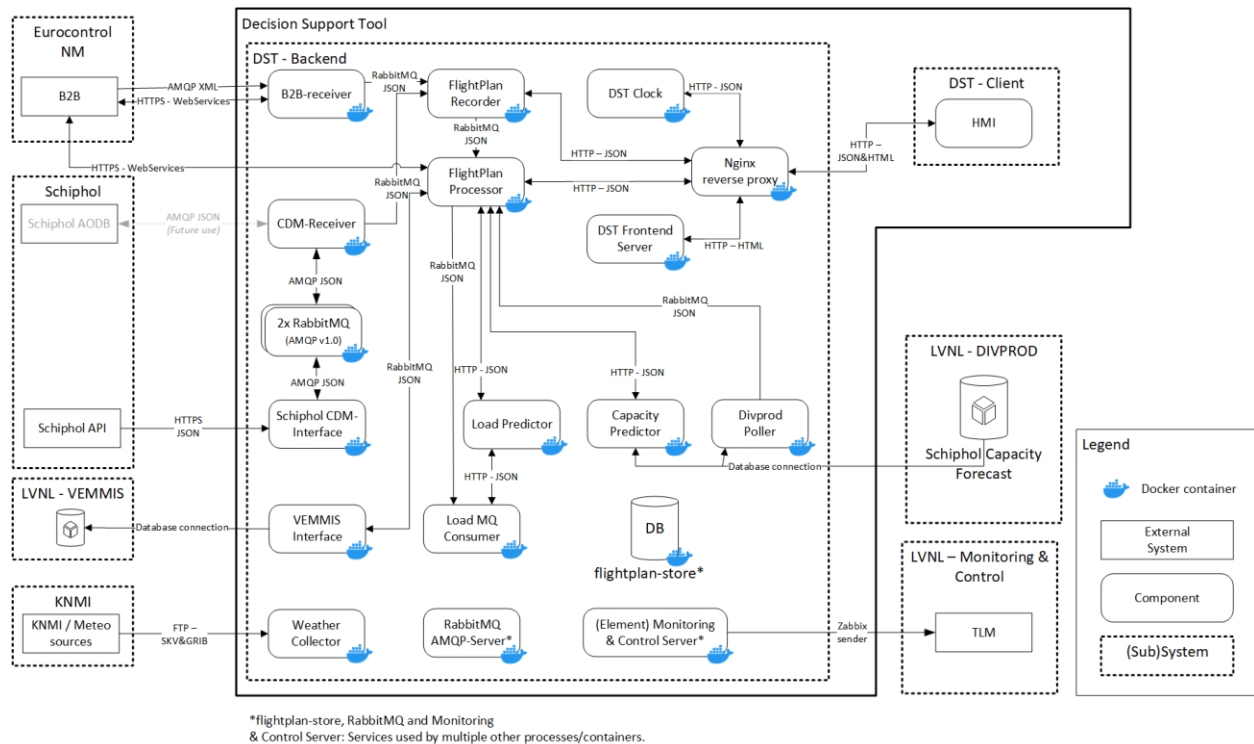 Decision Support Tool
Eurocontrol
NM
B2B
AMQP XML
HTTPS - WebServices
HTTPS - WebServices
DST - Backend
B2B-receiver
RabbitMQ
JSON
FlightPlan
Recorder
RabbitMQ
JSON
DST Clock
HTTP - JSON
DST - Client
HMI
HTTP –
JSON&HTML
HTTP – JSON
Nginx
reverse proxy
HTTP – JSON
FlightPlan
Processor
RabbitMQ
JSON
Schiphol
Schiphol AODB
AMQP JSON
(Future use)
CDM-Receiver
DST Frontend
Server
HTTP – HTML
RabbitMQ
JSON
AMQP JSON
2x RabbitMQ
(AMQP v1.0)
AMQP JSON
RabbitMQ
JSON
RabbitMQ
JSON
HTTP - JSON
HTTP - JSON
Schiphol API
HTTPS
JSON
Schiphol CDM-
Interface
Load Predictor
Capacity
Predictor
Divprod
Poller
LVNL - DIVPROD
Schiphol Capacity
Forecast
Database connection
HTTP - JSON
LVNL - VEMMIS
Database connection
VEMMIS
Interface
Load MQ
Consumer
DB
flightplan-store*
KNMI
KNMI / Meteo
sources
FTP –
SKV&GRIB
Weather
Collector
RabbitMQ
AMQP-Server*
(Element) Monitoring
& Control Server*
Zabbix
sender
LVNL – Monitoring &
Control
TLM
Legend
Docker container
External
System
Component
(Sub)System
*flightplan-store, RabbitMQ and Monitoring
& Control Server: Services used by multiple other processes/containers.